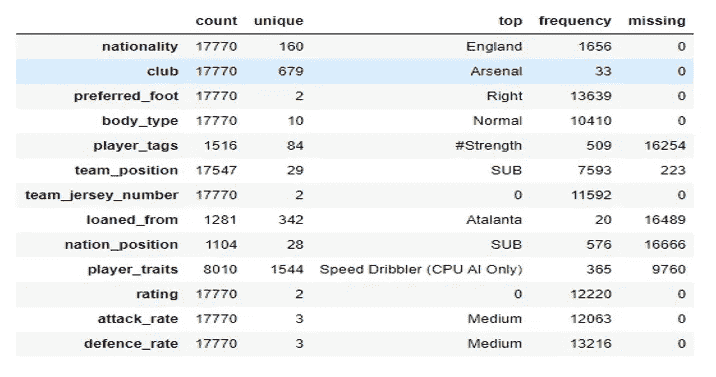 count unique top frequency missing
nationality 17770 160 England 1656 0
club 17770 679 Arsenal 33 0
preferred_foot 17770 2 Right 13639 0
body_type 17770 10 Normal 10410 0
player_tags 1516 84 #Strength 509 16254
team_position 17547 29 SUB 7593 223
team_jersey_number 17770 2 0 11592 0
loaned_from 1281 342 Atalanta 20 16489
nation_position 1104 28 SUB 576 16666
player_traits 8010 1544 Speed Dribbler (CPU AI Only) 365 9760
rating 17770 2 0 12220 0
attack_rate 17770 3 Medium 12063 0
defence_rate 17770 3 Medium 13216 0